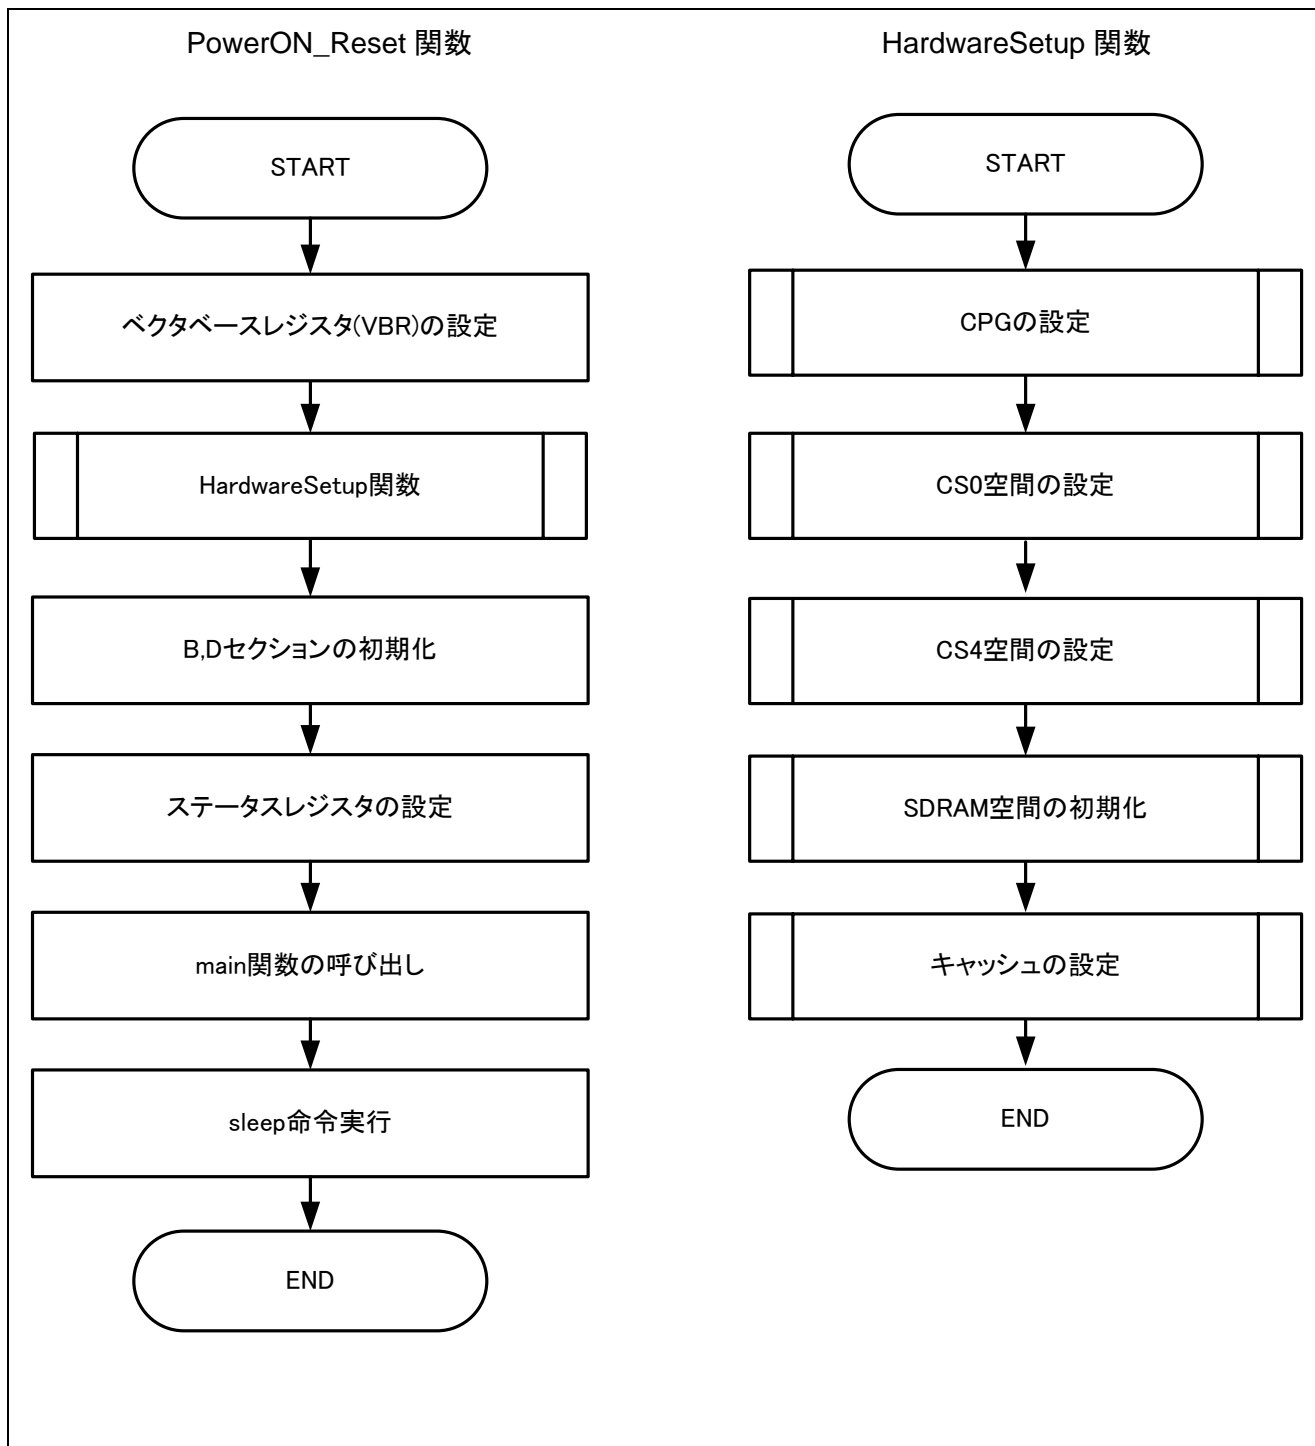 PowerON_Reset 関数
START
ベクタベースレジスタ(VBR)の設定
HardwareSetup関数
B,Dセクションの初期化
ステータスレジスタの設定
main関数の呼び出し
sleep命令実行
END
HardwareSetup 関数
START
CPGの設定
CS0空間の設定
CS4空間の設定
SDRAM空間の初期化
キャッシュの設定
END